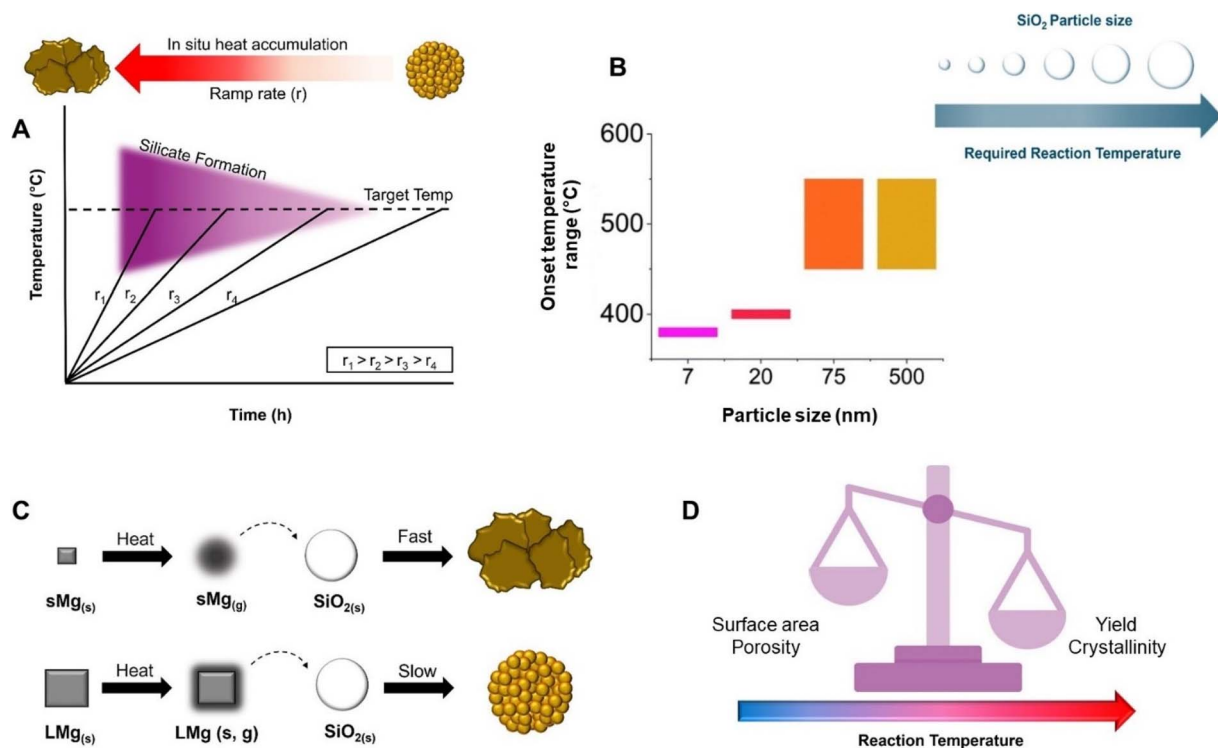 In situ heat accumulation
Ramp rate (r)
A
Silicate Formation
Target Temp
Temperature (°C)
r₁
r₂
r₃
r₄
r₁ > r₂ > r₃ > r₄
Time (h)
B
SiO₂ Particle size
Required Reaction Temperature
Onset temperature
range (°C)
600
500
400
7
20
75
500
Particle size (nm)
C
Heat
Fast
sMg(s)
sMg(g)
SiO₂(s)
Heat
Slow
LMg(s)
LMg (s, g)
SiO₂(s)
D
Surface area
Porosity
Yield
Crystallinity
Reaction Temperature